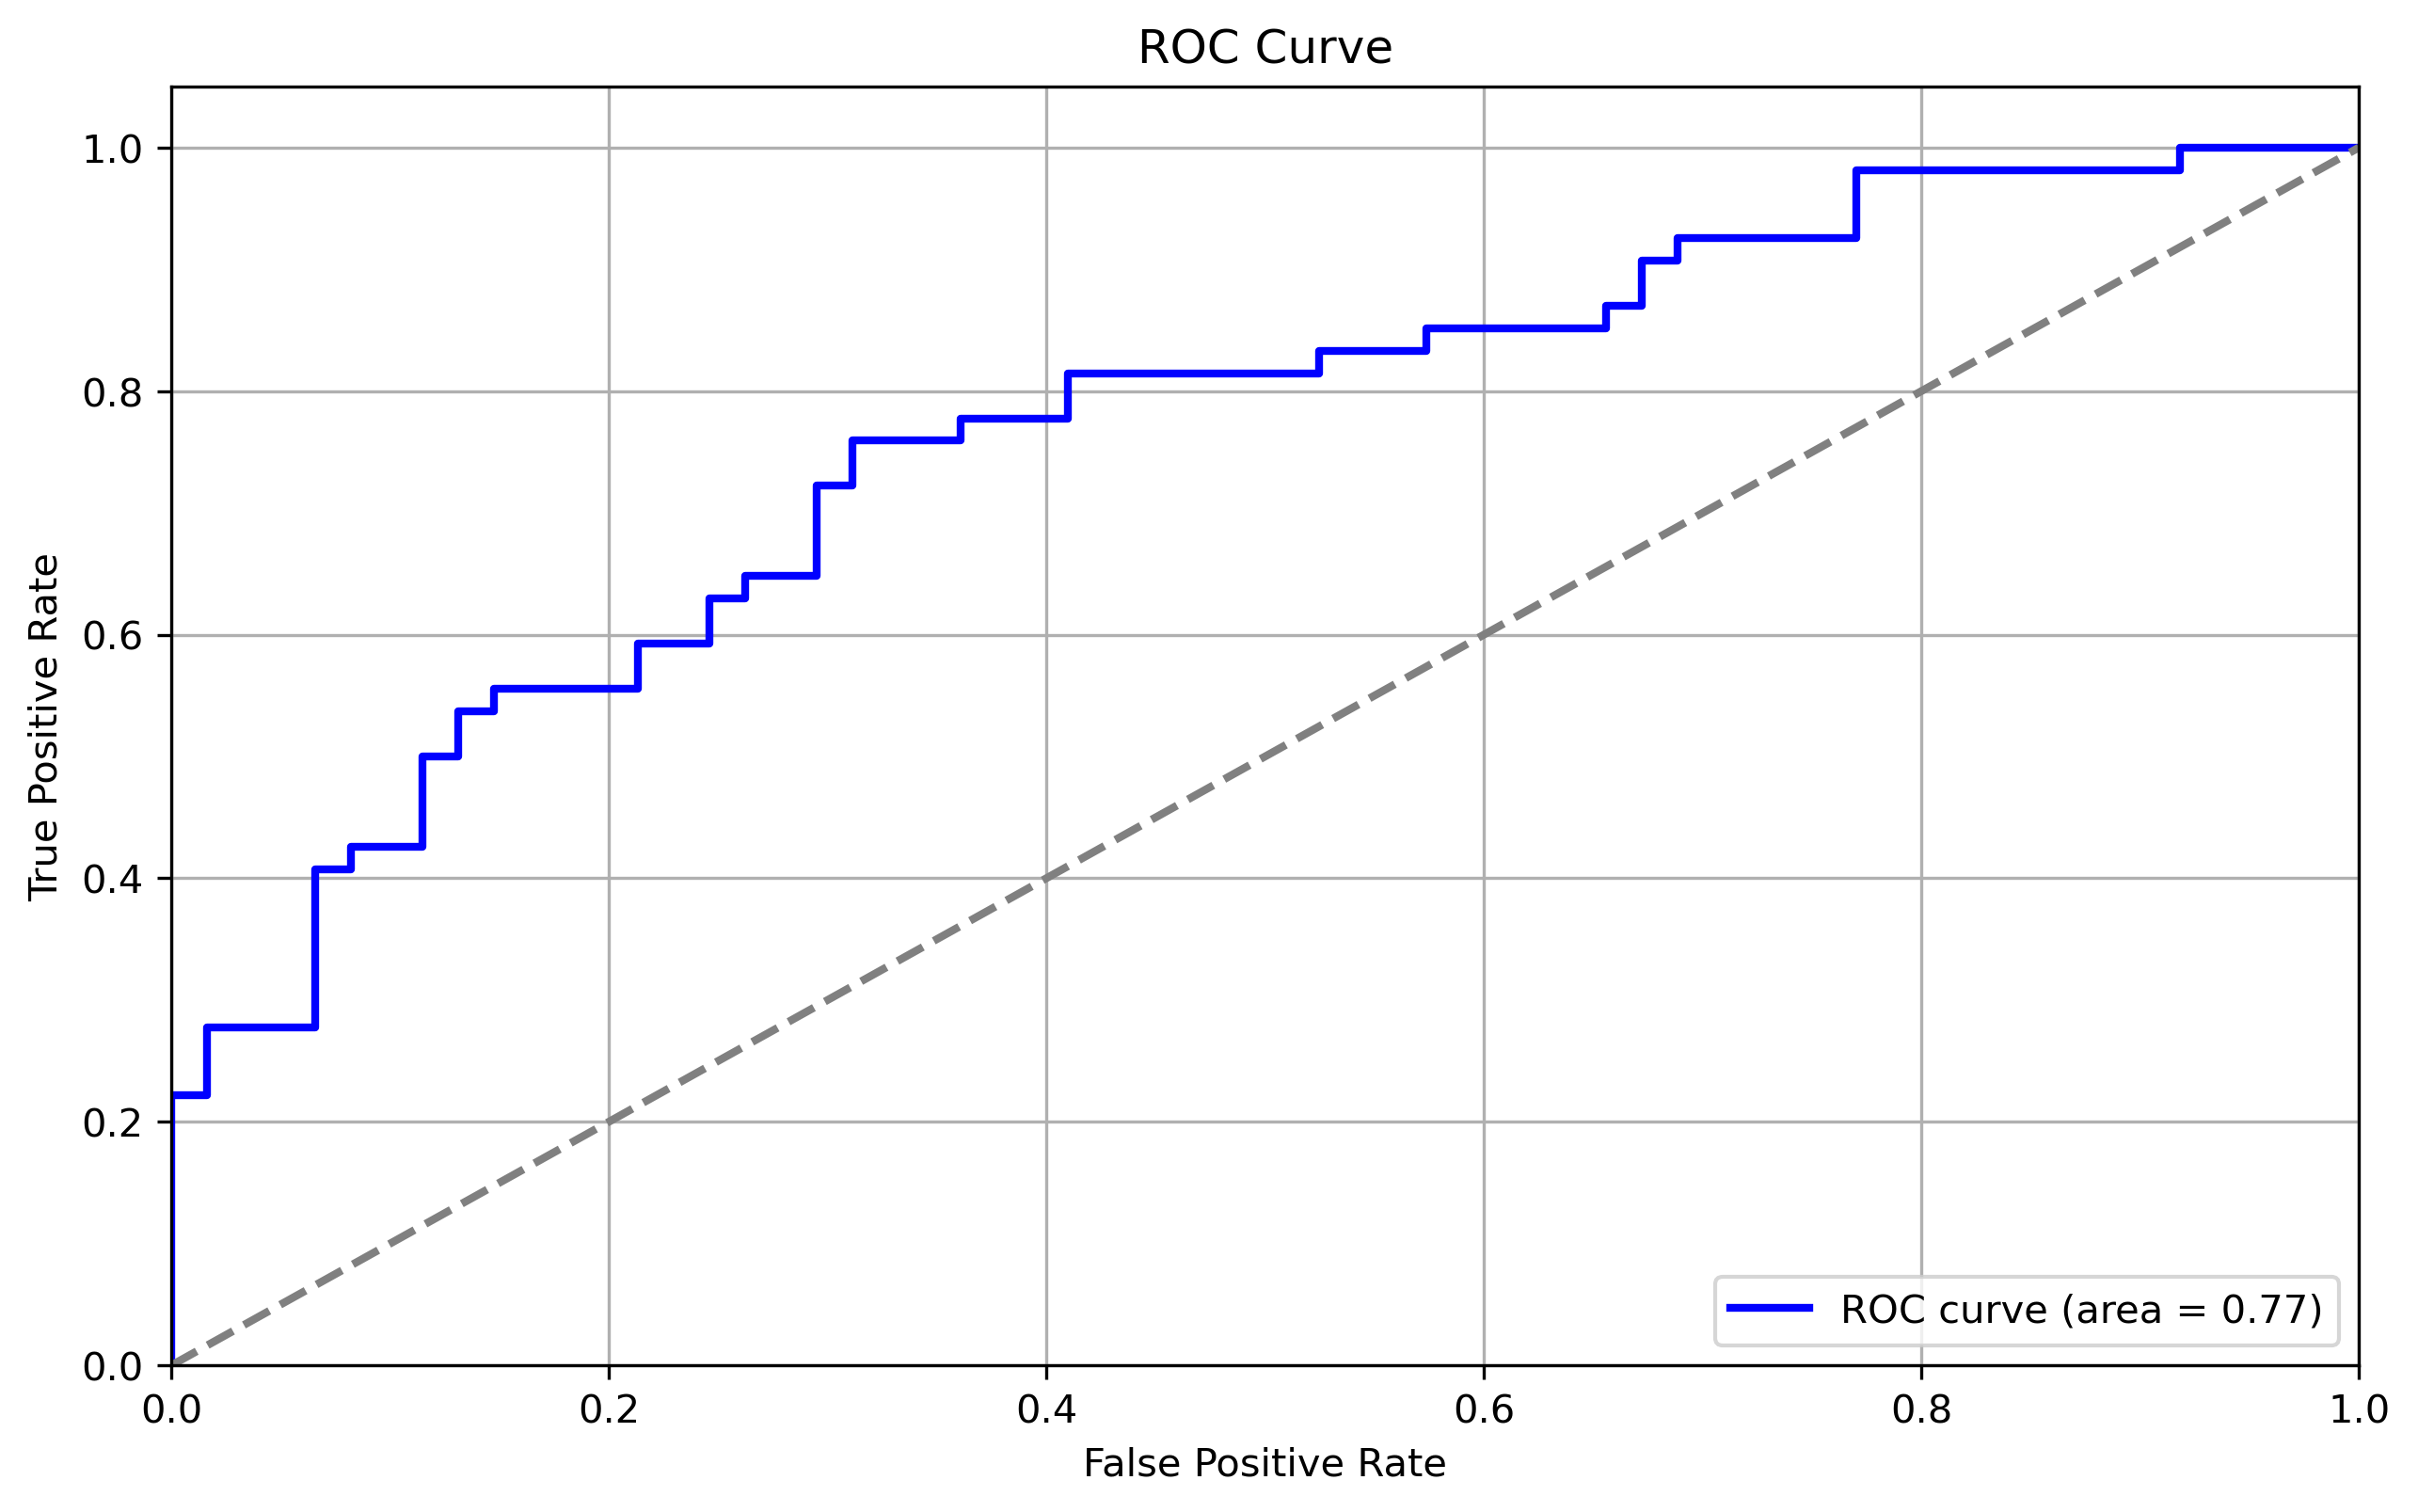 ROC Curve
True Positive Rate
1.0
0.8
0.6
0.4
0.2
0.0
0.0 0.2 0.4 0.6 0.8 1.0
False Positive Rate
ROC curve (area = 0.77)